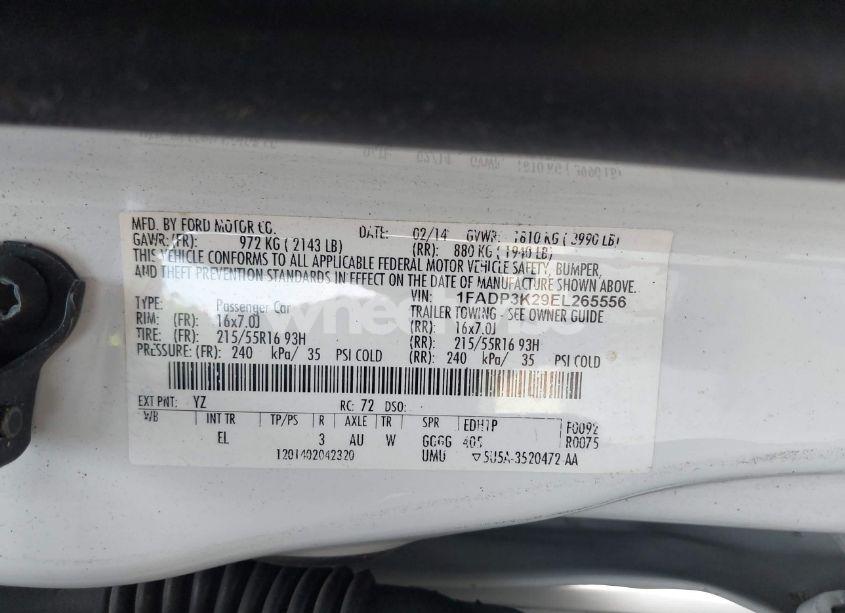 MFD. BY FORD MOTOR CO. DATE: 02/14 GVWR: 1810 KG ( 3990 LB)
GAWR:(FR): 972 KG ( 2143 LB) (RR): 880 KG ( 1940 LB)
THIS VEHICLE CONFORMS TO ALL APPLICABLE FEDERAL MOTOR VEHICLE SAFETY, BUMPER,
AND THEFT PREVENTION STANDARDS IN EFFECT ON THE DATE OF MANUFACTURE SHOWN ABOVE.
VIN: 1FADP3K29EL265556
TYPE: Passenger Car TRAILER TOWING - SEE OWNER GUIDE
RIM: (FR): 16x7.0J (RR): 16x7.0J
TIRE: (FR): 215/55R16 93H (RR): 215/55R16 93H
PRESSURE: (FR): 240 kPa/ 35 PSI COLD (RR): 240 kPa/ 35 PSI COLD
EXT PNT: YZ RC: 72 DSO:
WB INT TR TP/PS R AXLE TR SPR EDH1P F0092
EL 3 AU W GGGG 405 R0075
1201402042320 UMU ▽5U5A-3520472 AA